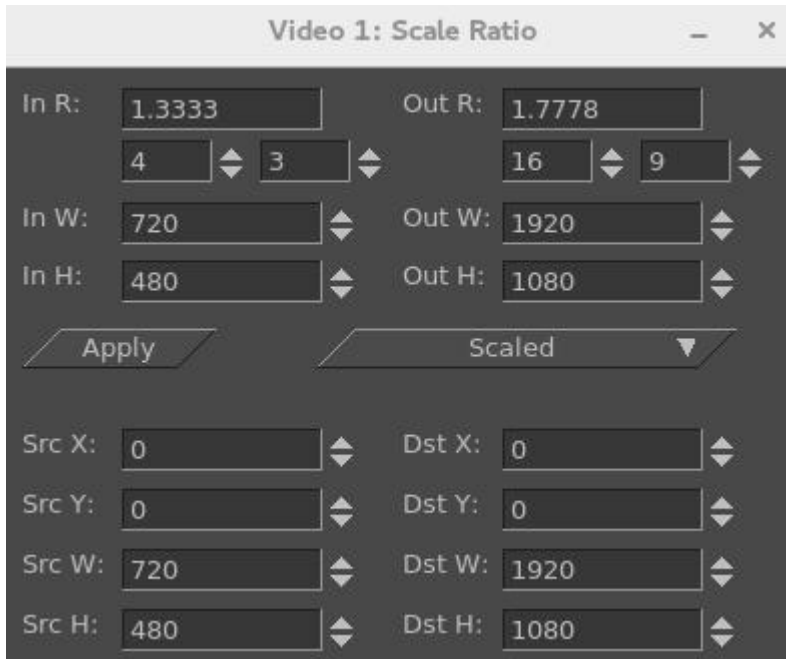 Video 1: Scale Ratio
In R: 1.3333 Out R: 1.7778
4 3 16 9
In W: 720 Out W: 1920
In H: 480 Out H: 1080
Apply Scaled
Src X: 0 Dst X: 0
Src Y: 0 Dst Y: 0
Src W: 720 Dst W: 1920
Src H: 480 Dst H: 1080